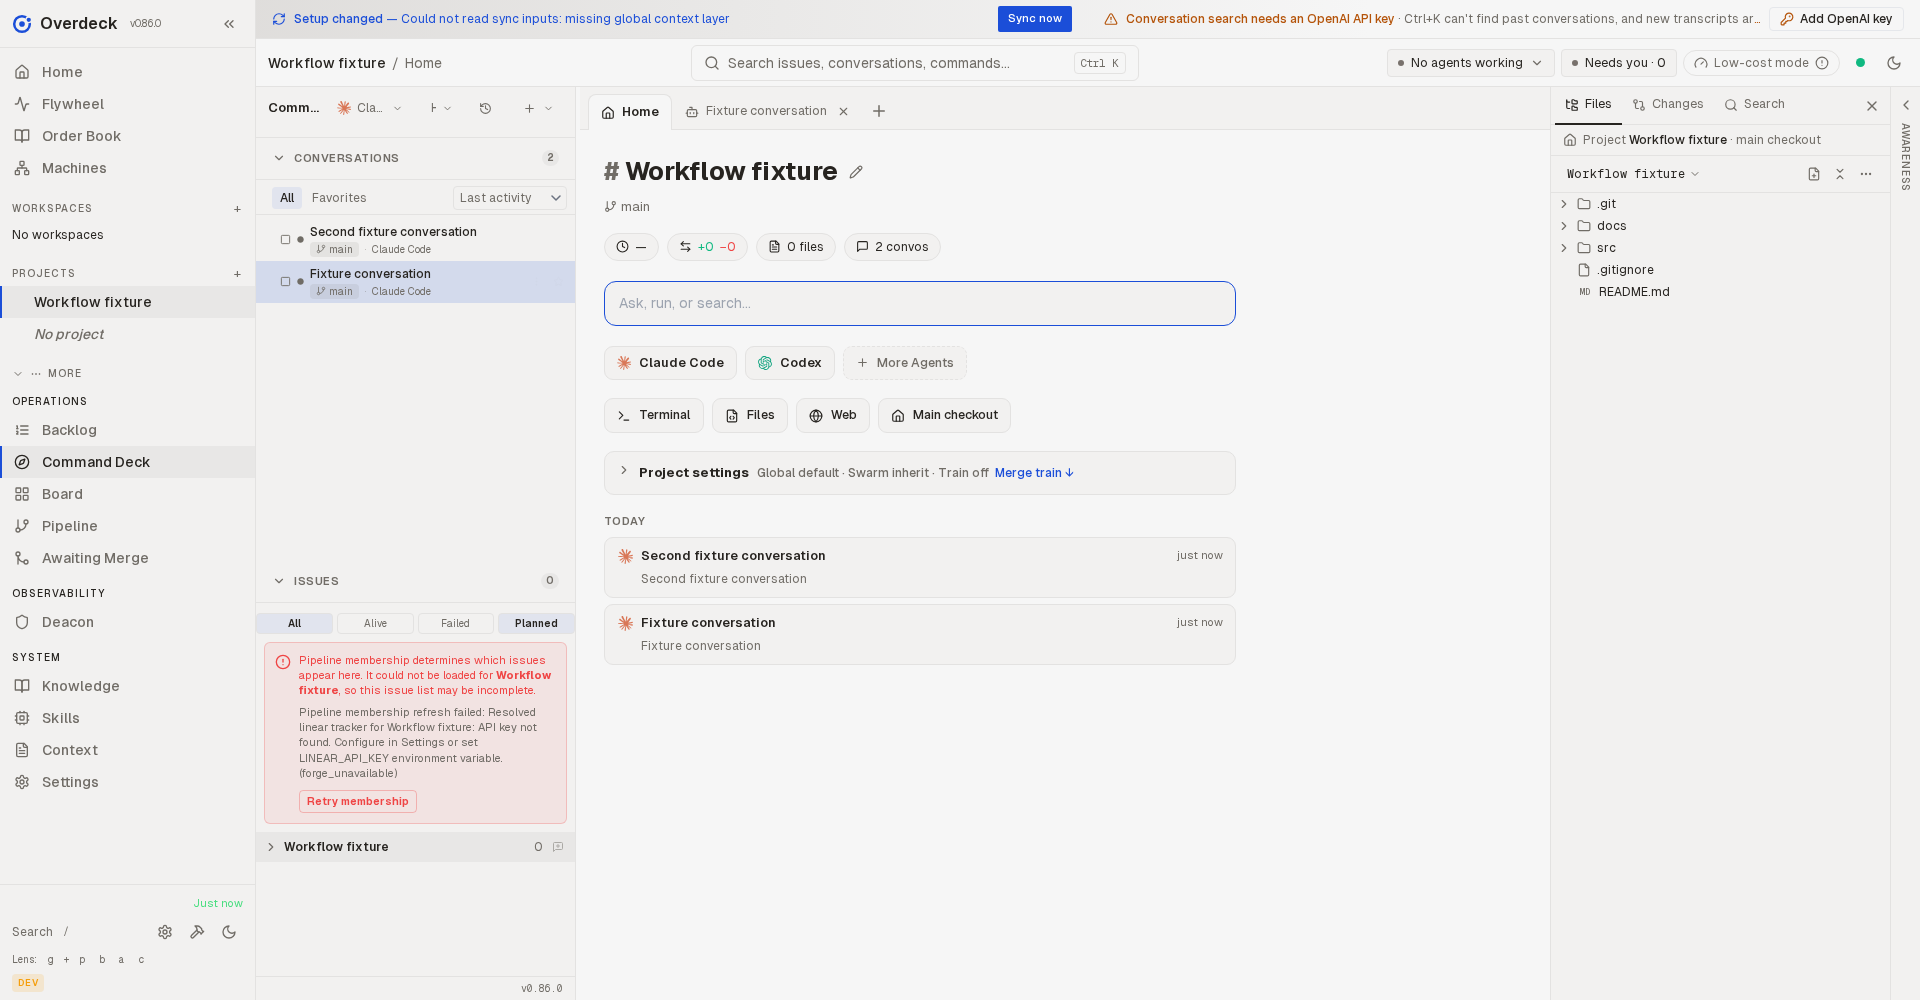 Overdeck v0.86.0
Setup changed — Could not read sync inputs: missing global context layer
Sync now
Conversation search needs an OpenAI API key · Ctrl+K can't find past conversations, and new transcripts ar...
Add OpenAI key
Workflow fixture / Home
Search issues, conversations, commands...
Ctrl K
No agents working
Needs you · 0
Low-cost mode
Home
Flywheel
Order Book
Machines
WORKSPACES +
No workspaces
PROJECTS +
Workflow fixture
No project
MORE
OPERATIONS
Backlog
Command Deck
Board
Pipeline
Awaiting Merge
OBSERVABILITY
Deacon
SYSTEM
Knowledge
Skills
Context
Settings
Just now
Search /
Lens: g + p b a c
DEV
Comm... Cla...
CONVERSATIONS 2
All Favorites Last activity
Second fixture conversation
main · Claude Code
Fixture conversation
main · Claude Code
ISSUES 0
All Alive Failed Planned
Pipeline membership determines which issues
appear here. It could not be loaded for Workflow
fixture, so this issue list may be incomplete.
Pipeline membership refresh failed: Resolved
linear tracker for Workflow fixture: API key not
found. Configure in Settings or set
LINEAR_API_KEY environment variable.
(forge_unavailable)
Retry membership
Workflow fixture 0
v0.86.0
Home
Fixture conversation
# Workflow fixture
main
—
+0 −0
0 files
2 convos
Ask, run, or search...
Claude Code
Codex
More Agents
Terminal
Files
Web
Main checkout
Project settings Global default · Swarm inherit · Train off Merge train ↓
TODAY
Second fixture conversation just now
Second fixture conversation
Fixture conversation just now
Fixture conversation
Files
Changes
Search
Project Workflow fixture · main checkout
Workflow fixture
.git
docs
src
.gitignore
MD README.md
AWARENESS